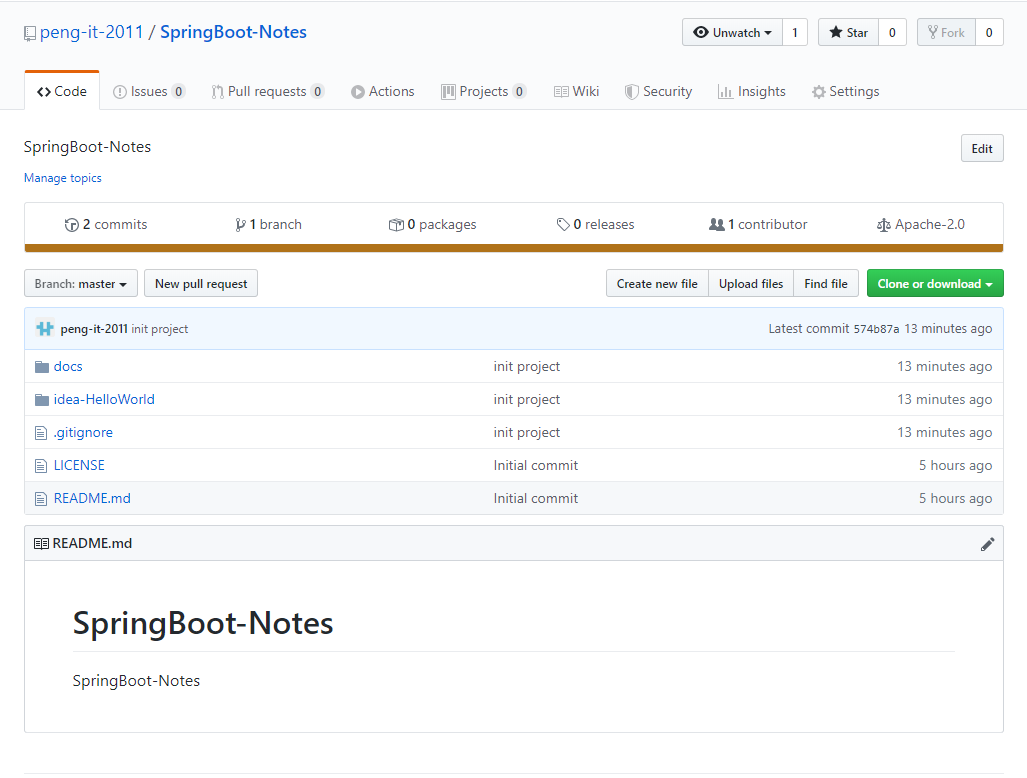 peng-it-2011 / SpringBoot-Notes
Unwatch 1 Star 0 Fork 0
Code Issues 0 Pull requests 0 Actions Projects 0 Wiki Security Insights Settings
SpringBoot-Notes Edit
Manage topics
2 commits 1 branch 0 packages 0 releases 1 contributor Apache-2.0
Branch: master New pull request Create new file Upload files Find file Clone or download
peng-it-2011 init project Latest commit 574b87a 13 minutes ago
docs init project 13 minutes ago
idea-HelloWorld init project 13 minutes ago
.gitignore init project 13 minutes ago
LICENSE Initial commit 5 hours ago
README.md Initial commit 5 hours ago
README.md
SpringBoot-Notes
SpringBoot-Notes